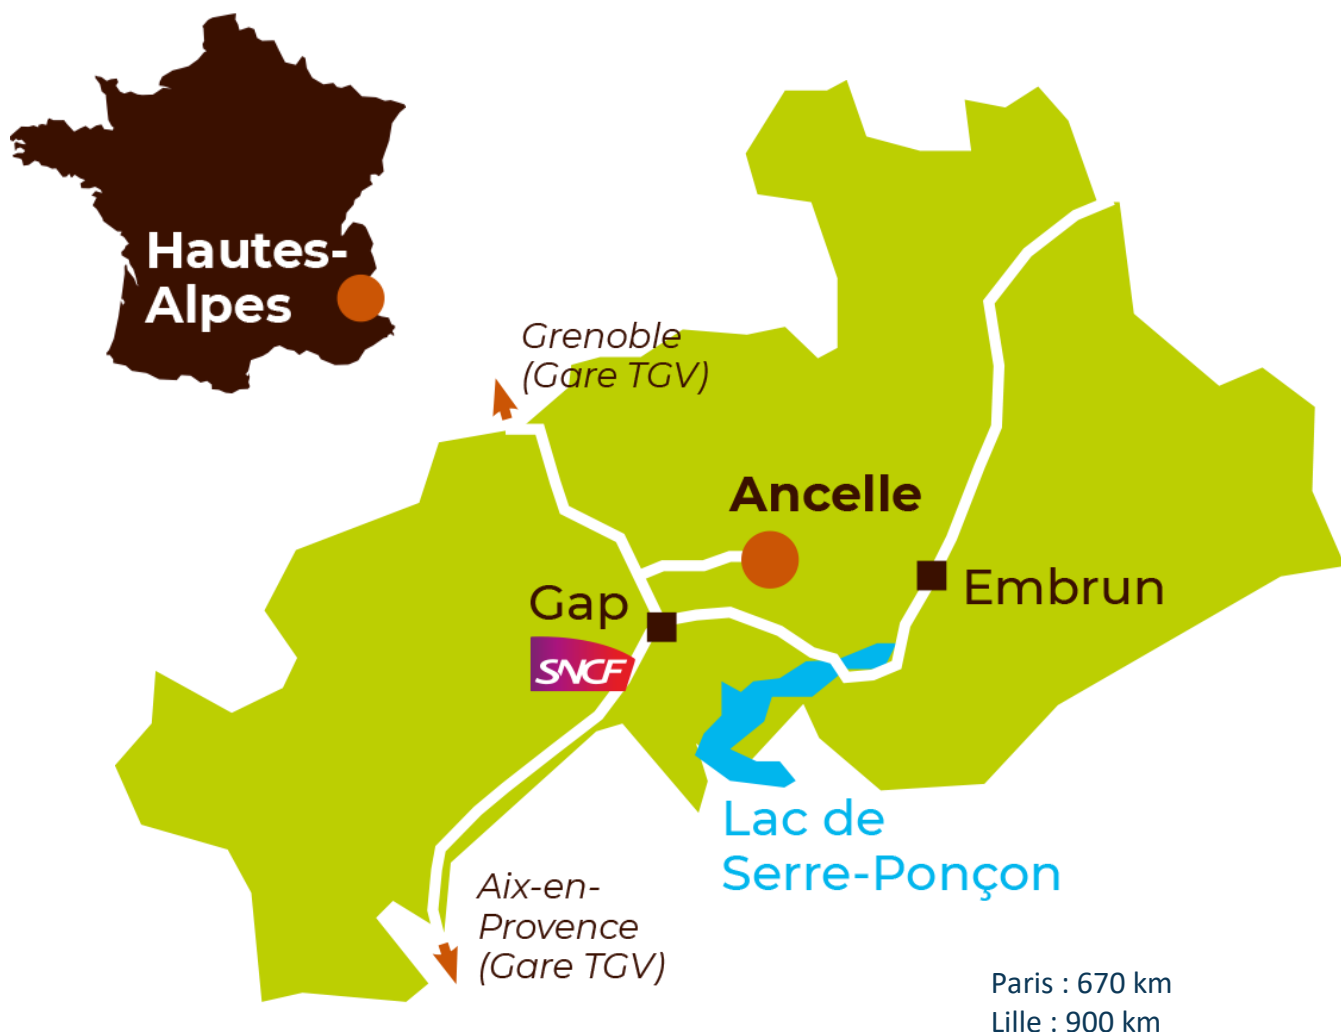 Hautes-
Alpes
Grenoble
(Gare TGV)
Ancelle
Gap
SNCF
Embrun
Lac de
Serre-Ponçon
Aix-en-
Provence
(Gare TGV)
Paris : 670 km
Lille : 900 km